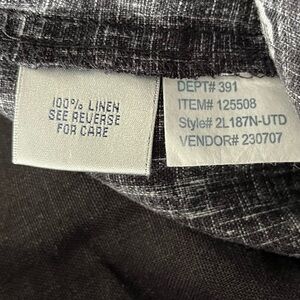 100% LINEN
SEE REVERSE
FOR CARE
DEPT# 391
ITEM# 125508
Style# 2L187N-UTD
VENDOR# 230707